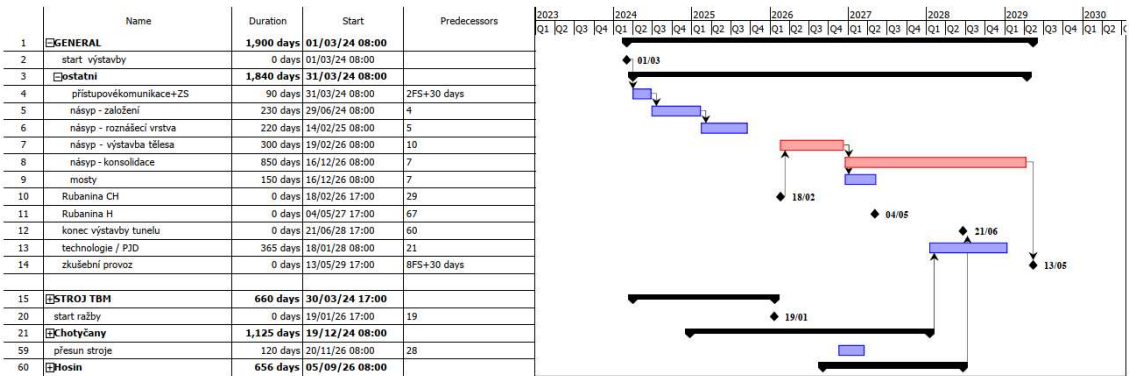 Name Duration Start Predecessors 2023 2024 2025 2026 2027 2028 2029 2030
Q1 Q2 Q3 Q4 Q1 Q2 Q3 Q4 Q1 Q2 Q3 Q4 Q1 Q2 Q3 Q4 Q1 Q2 Q3 Q4 Q1 Q2 Q3 Q4 Q1 Q2 Q3 Q4 Q1 Q2
1 GENERAL 1,900 days 01/03/24 08:00
2 start výstavby 0 days 01/03/24 08:00 01/03
3 ostatni 1,840 days 31/03/24 08:00
4 přístupovékomunikace+ZS 90 days 31/03/24 08:00 2FS+30 days
5 násyp - založení 230 days 29/06/24 08:00 4
6 násyp - roznášecí vrstva 220 days 14/02/25 08:00 5
7 násyp - výstavba tělesa 300 days 19/02/26 08:00 10
8 násyp - konsolidace 850 days 16/12/26 08:00 7
9 mosty 150 days 16/12/26 08:00 7
10 Rubanina CH 0 days 18/02/26 17:00 29 18/02
11 Rubanina H 0 days 04/05/27 17:00 67 04/05
12 konec výstavby tunelu 0 days 21/06/28 17:00 60 21/06
13 technologie / PJD 365 days 18/01/28 08:00 21
14 zkušební provoz 0 days 13/05/29 17:00 8FS+30 days 13/05
15 STROJ TBM 660 days 30/03/24 17:00
20 start ražby 0 days 19/01/26 17:00 19 19/01
21 Chotyčany 1,125 days 19/12/24 08:00
59 přesun stroje 120 days 20/11/26 08:00 28
60 Hosin 656 days 05/09/26 08:00